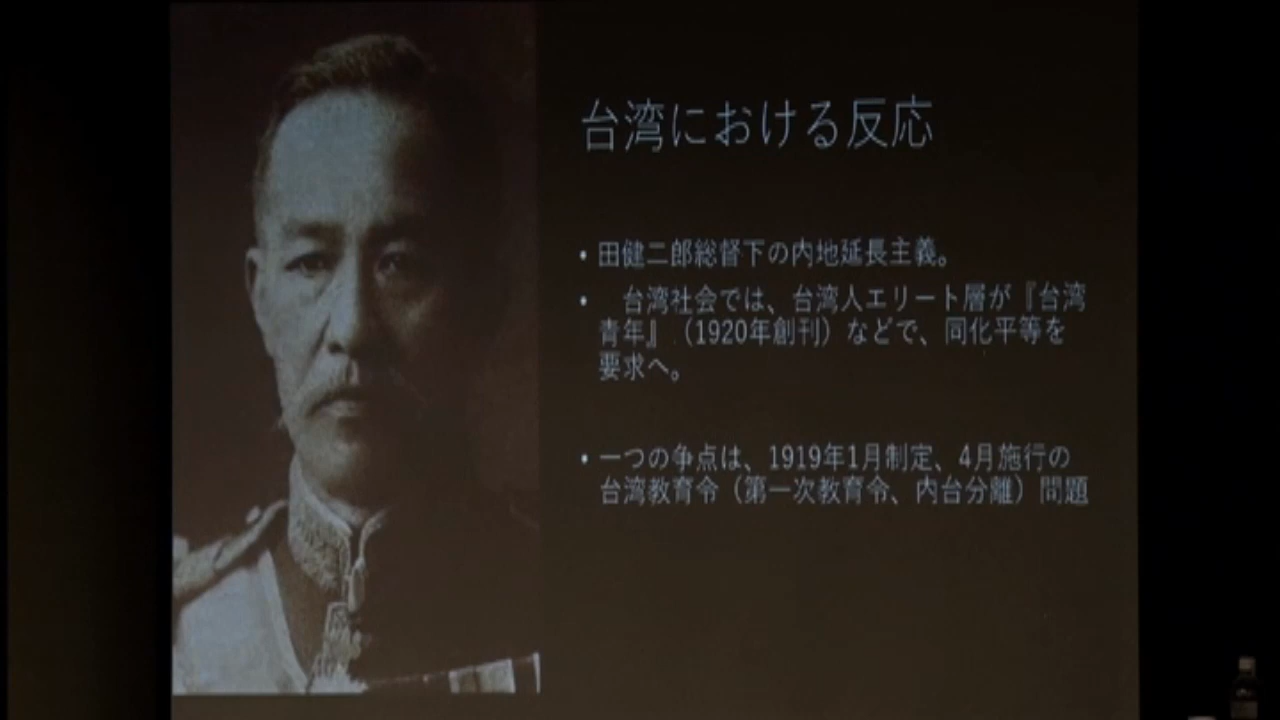 台湾における反応
• 田健二郎総督下の内地延長主義。
•　台湾社会では、台湾人エリート層が『台湾
青年』（1920年創刊）などで、同化平等を
要求へ。
• 一つの争点は、1919年1月制定、4月施行の
台湾教育令（第一次教育令、内台分離）問題